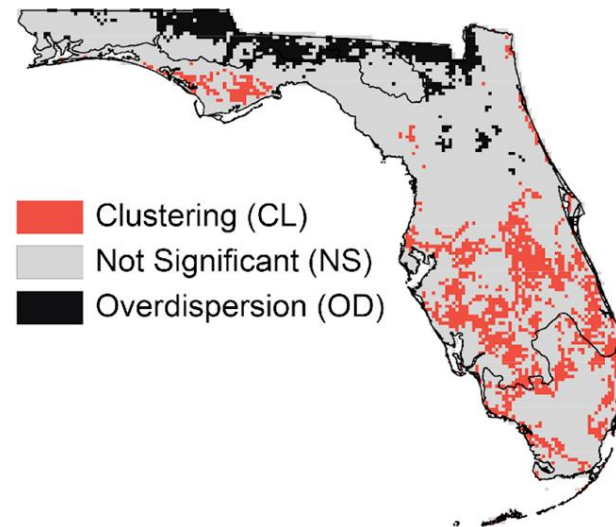 Clustering (CL)
Not Significant (NS)
Overdispersion (OD)